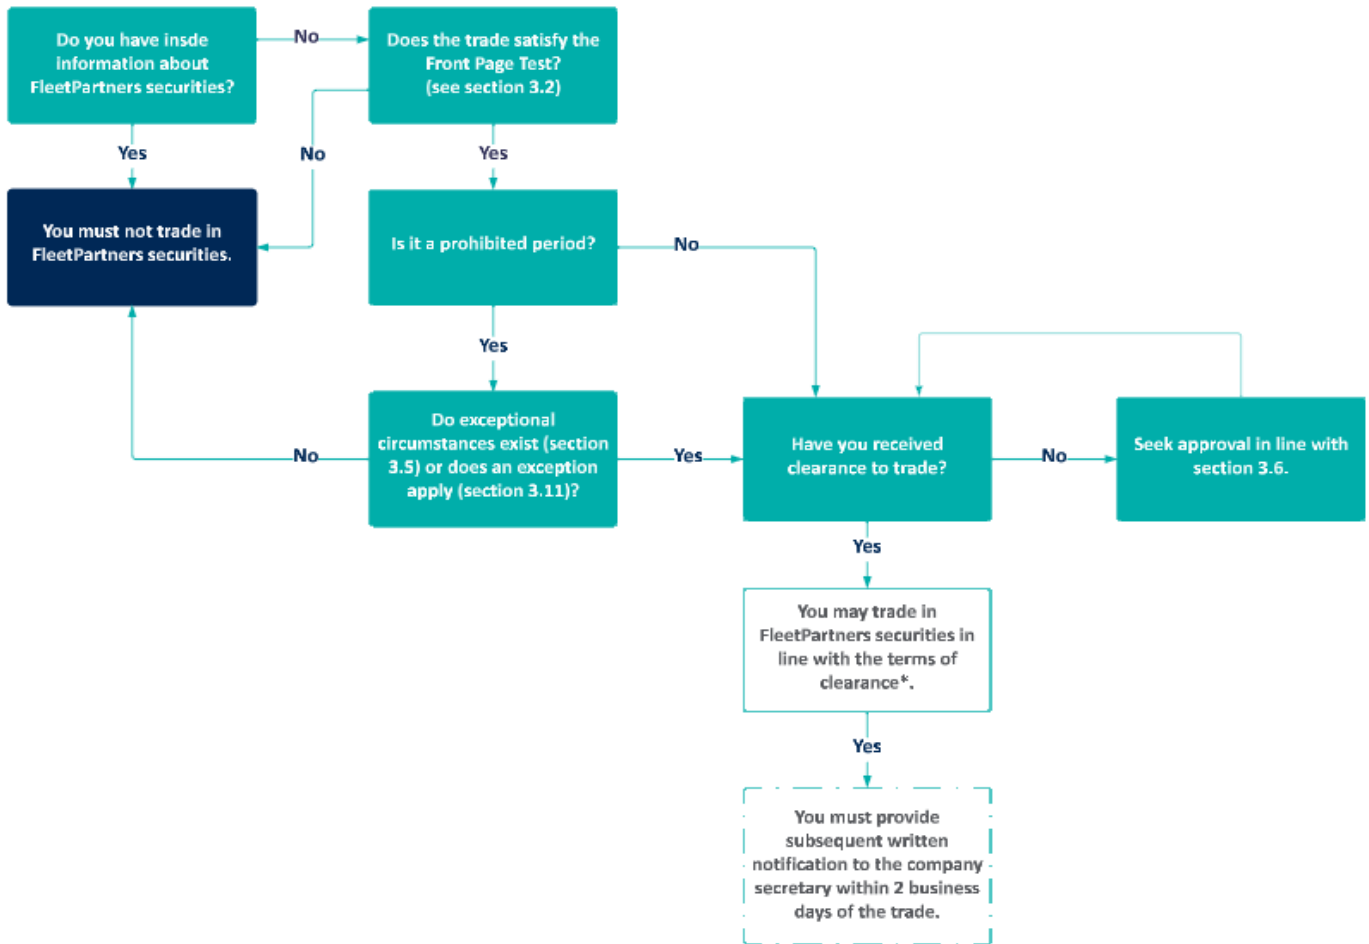 Do you have insde
information about
FleetPartners securities?
No
Does the trade satisfy the
Front Page Test?
(see section 3.2)
Yes
No
Yes
You must not trade in
FleetPartners securities.
Is it a prohibited period?
No
Yes
Do exceptional
circumstances exist (section
3.5) or does an exception
apply (section 3.11)?
No
Yes
Have you received
clearance to trade?
No
Seek approval in line with
section 3.6.
Yes
You may trade in
FleetPartners securities in
line with the terms of
clearance*.
Yes
You must provide
subsequent written
notification to the company
secretary within 2 business
days of the trade.